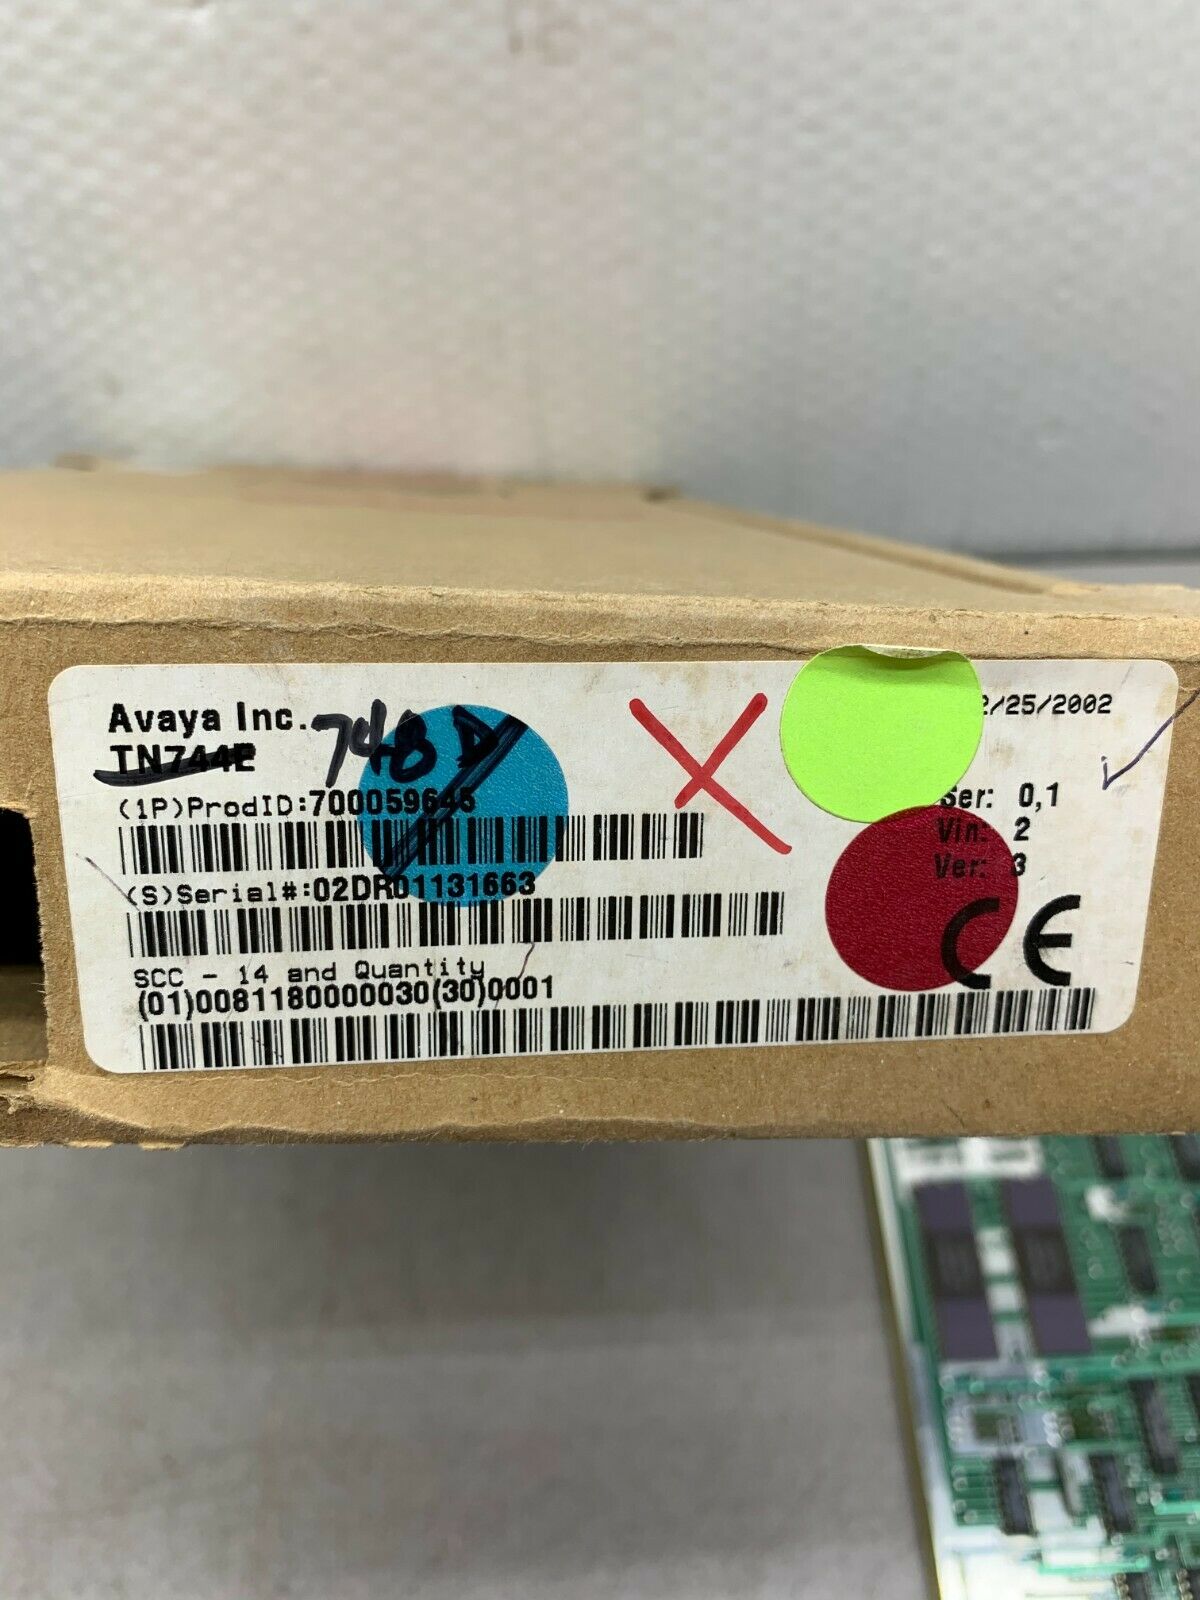 Avaya Inc.
2/25/2002
TN744E
748D
(1P)ProdID:700059645
Ser: 0,1
Vin: 2
Ver: 3
(S)Serial#:02DR01131663
CE
SCC - 14 and Quantity
(01)0081180000030(30)0001